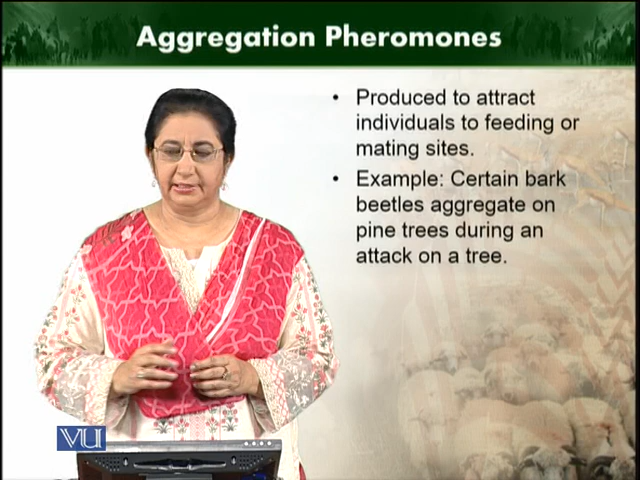 Aggregation Pheromones
• Produced to attract
individuals to feeding or
mating sites.
• Example: Certain bark
beetles aggregate on
pine trees during an
attack on a tree.
VU